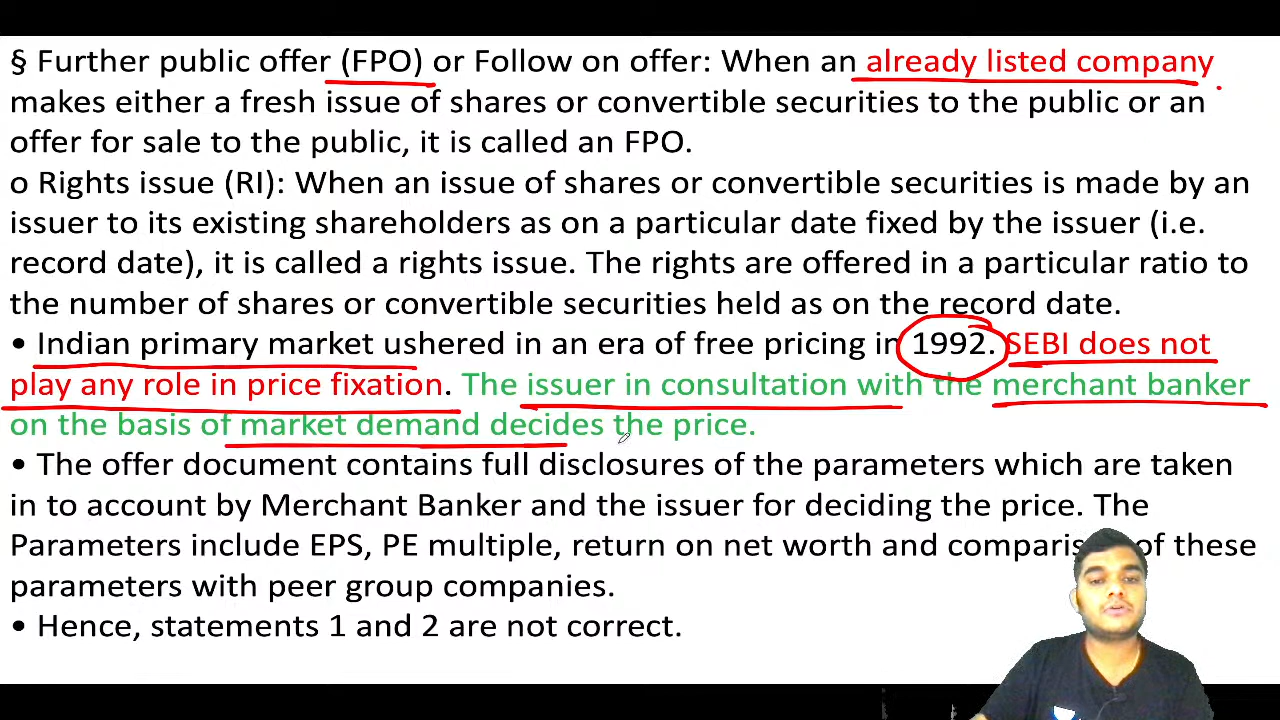 § Further public offer (FPO) or Follow on offer: When an already listed company
makes either a fresh issue of shares or convertible securities to the public or an
offer for sale to the public, it is called an FPO.
o Rights issue (RI): When an issue of shares or convertible securities is made by an
issuer to its existing shareholders as on a particular date fixed by the issuer (i.e.
record date), it is called a rights issue. The rights are offered in a particular ratio to
the number of shares or convertible securities held as on the record date.
• Indian primary market ushered in an era of free pricing in 1992. SEBI does not
play any role in price fixation. The issuer in consultation with the merchant banker
on the basis of market demand decides the price.
• The offer document contains full disclosures of the parameters which are taken
in to account by Merchant Banker and the issuer for deciding the price. The
Parameters include EPS, PE multiple, return on net worth and comparison of these
parameters with peer group companies.
• Hence, statements 1 and 2 are not correct.